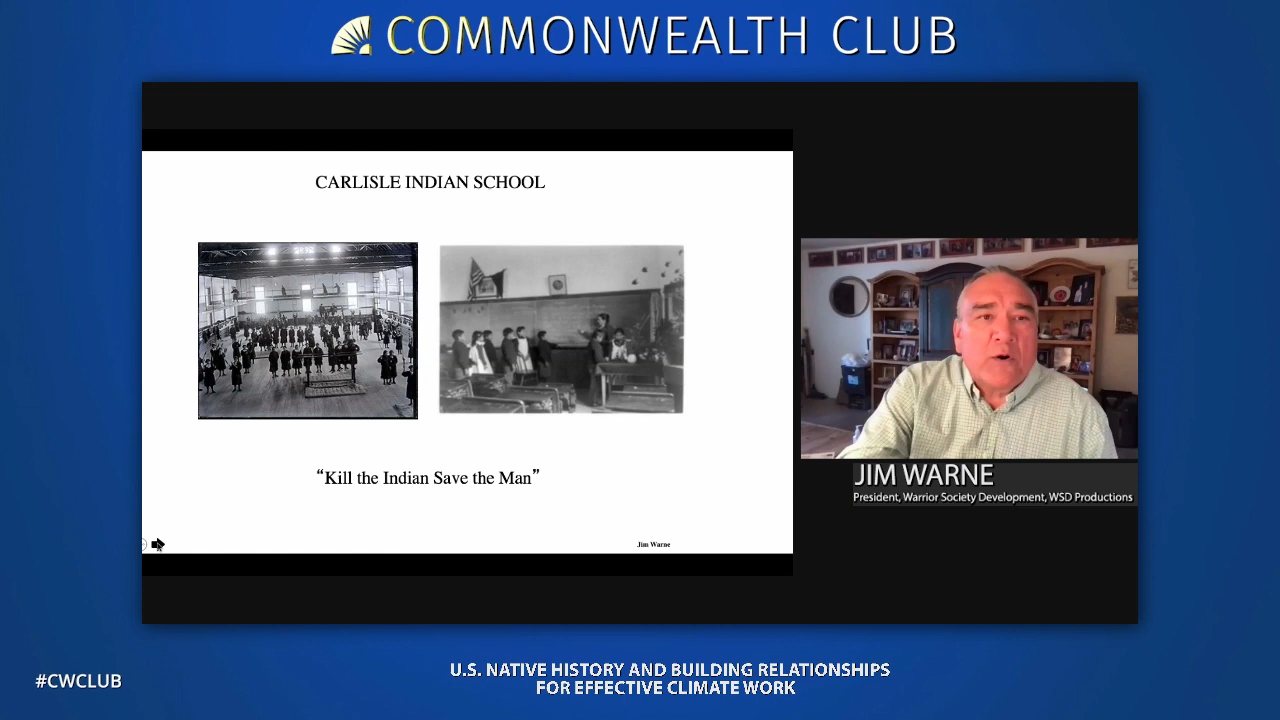 COMMONWEALTH CLUB
CARLISLE INDIAN SCHOOL
“Kill the Indian Save the Man”
Jim Warne
JIM WARNE
President, Warrior Society Development, WSD Productions
#CWCLUB
U.S. NATIVE HISTORY AND BUILDING RELATIONSHIPS
FOR EFFECTIVE CLIMATE WORK